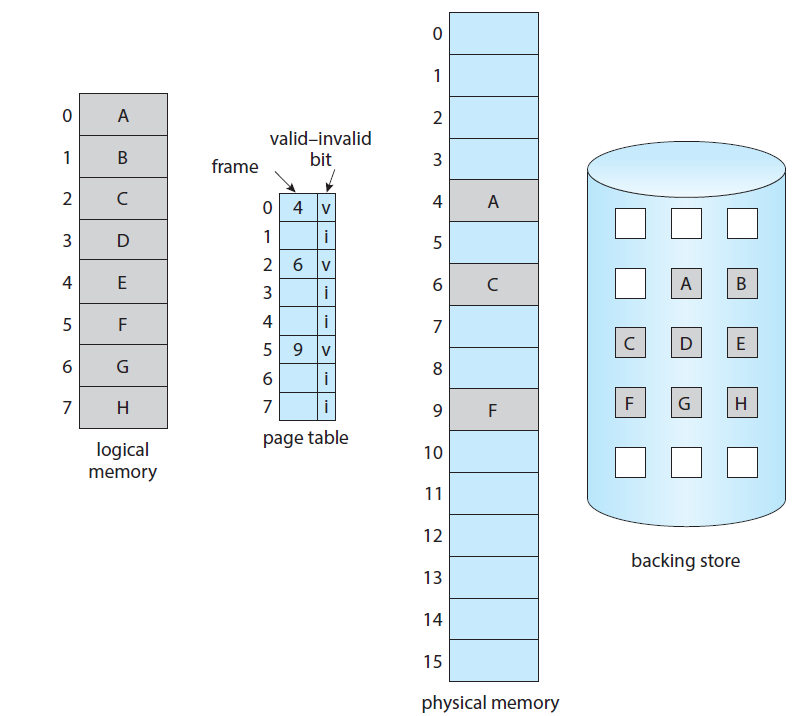 0 A
1 B
2 C
3 D
4 E
5 F
6 G
7 H
logical
memory
valid–invalid
bit
frame
0 4 v
1 i
2 6 v
3 i
4 i
5 9 v
6 i
7 i
page table
0
1
2
3
4 A
5
6 C
7
8
9 F
10
11
12
13
14
15
physical memory
A B
C D E
F G H
backing store